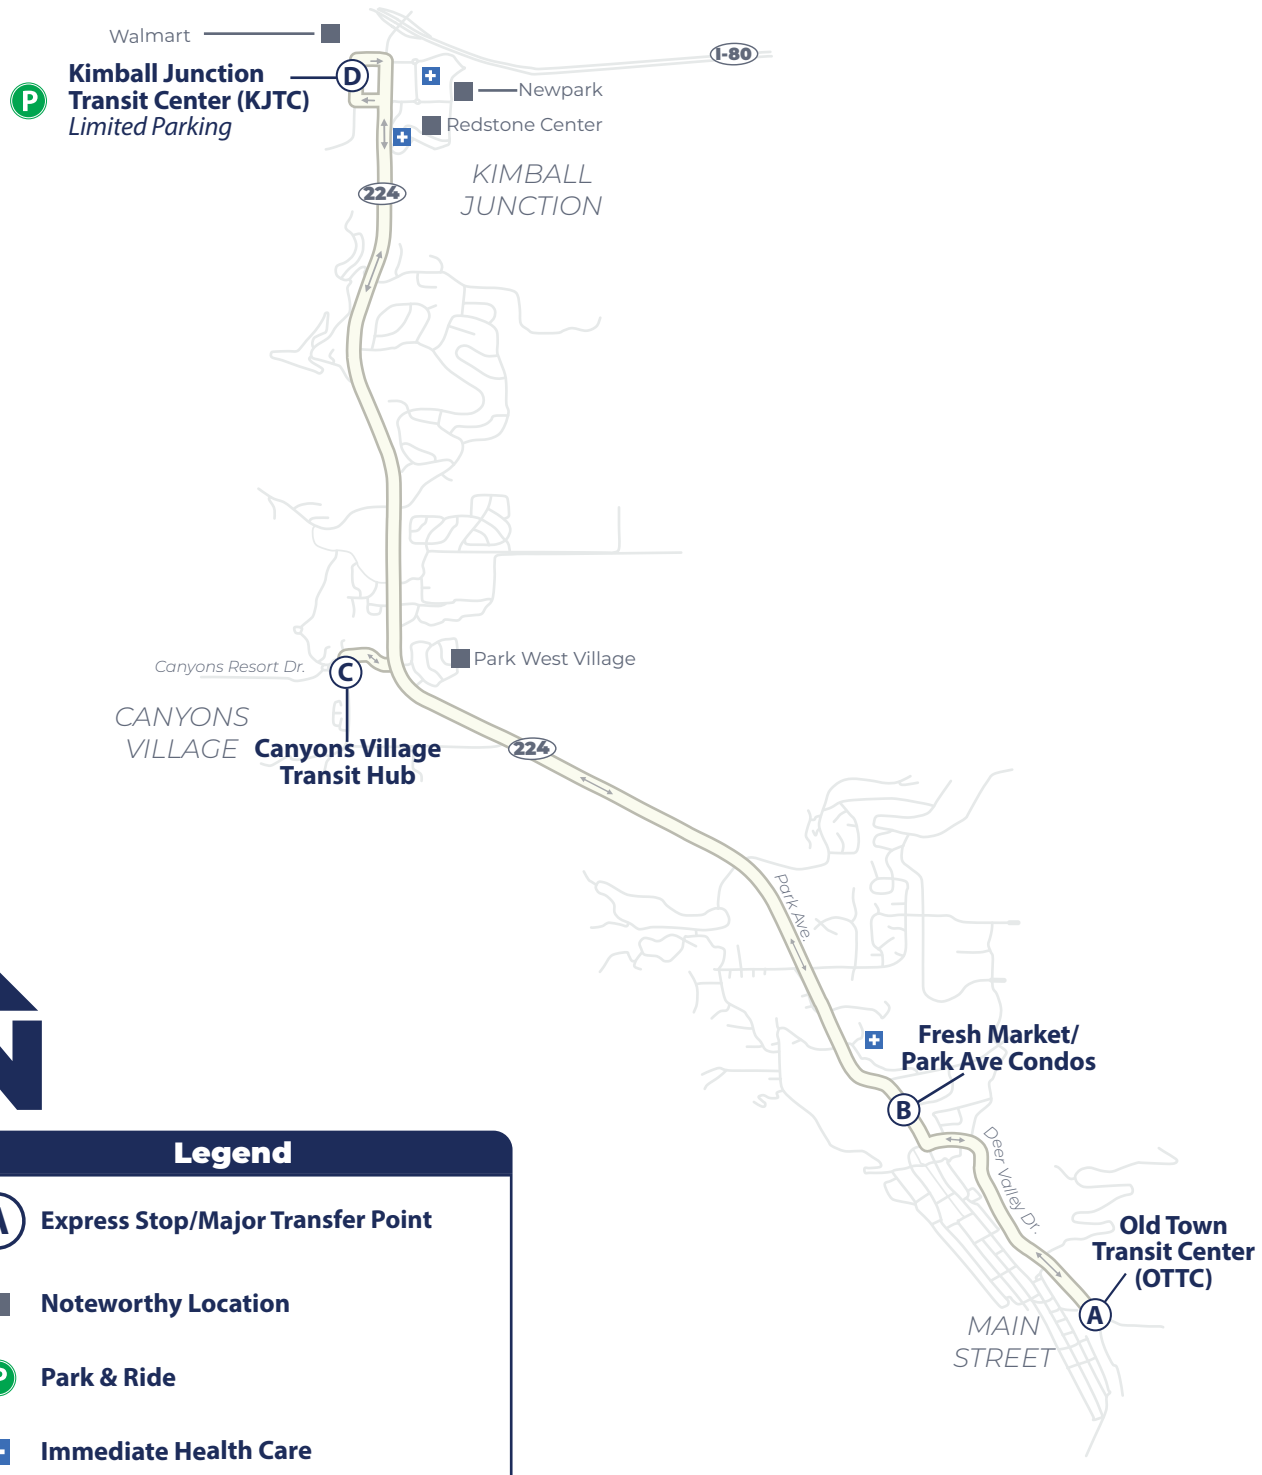 Walmart
I-80
Kimball Junction
Transit Center (KJTC)
Limited Parking
P
D
Newpark
Redstone Center
KIMBALL
JUNCTION
224
Park West Village
Canyons Resort Dr.
C
CANYONS
VILLAGE
Canyons Village
Transit Hub
224
Park Ave.
Fresh Market/
Park Ave Condos
B
Deer Valley Dr.
Old Town
Transit Center
(OTTC)
A
MAIN
STREET
N
Legend
A
Express Stop/Major Transfer Point
Noteworthy Location
P
Park & Ride
Immediate Health Care